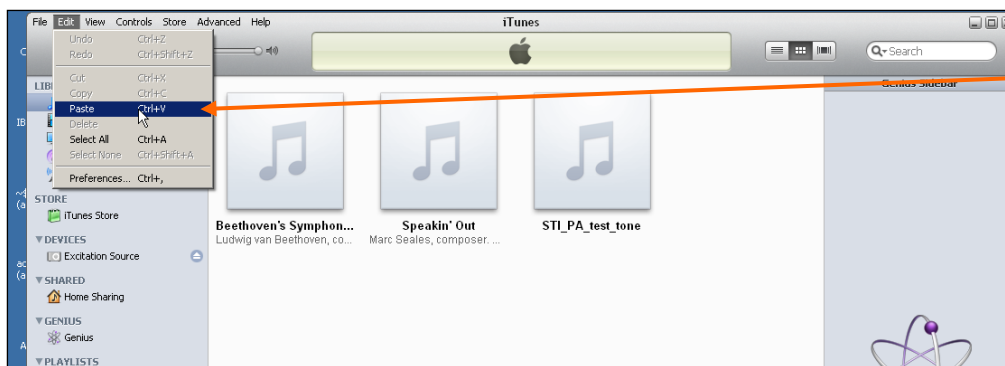 File Edit View Controls Store Advanced Help
iTunes
Undo Ctrl+Z
Redo Ctrl+Shift+Z
Cut Ctrl+X
Copy Ctrl+C
Paste Ctrl+V
Delete
Select All Ctrl+A
Select None Ctrl+Shift+A
Preferences... Ctrl+,
Search
Genius Sidebar
LIB
STORE
iTunes Store
DEVICES
Excitation Source
SHARED
Home Sharing
GENIUS
Genius
PLAYLISTS
Beethoven's Symphon...
Ludwig van Beethoven, co...
Speakin' Out
Marc Seales, composer. ...
STI_PA_test_tone
IB